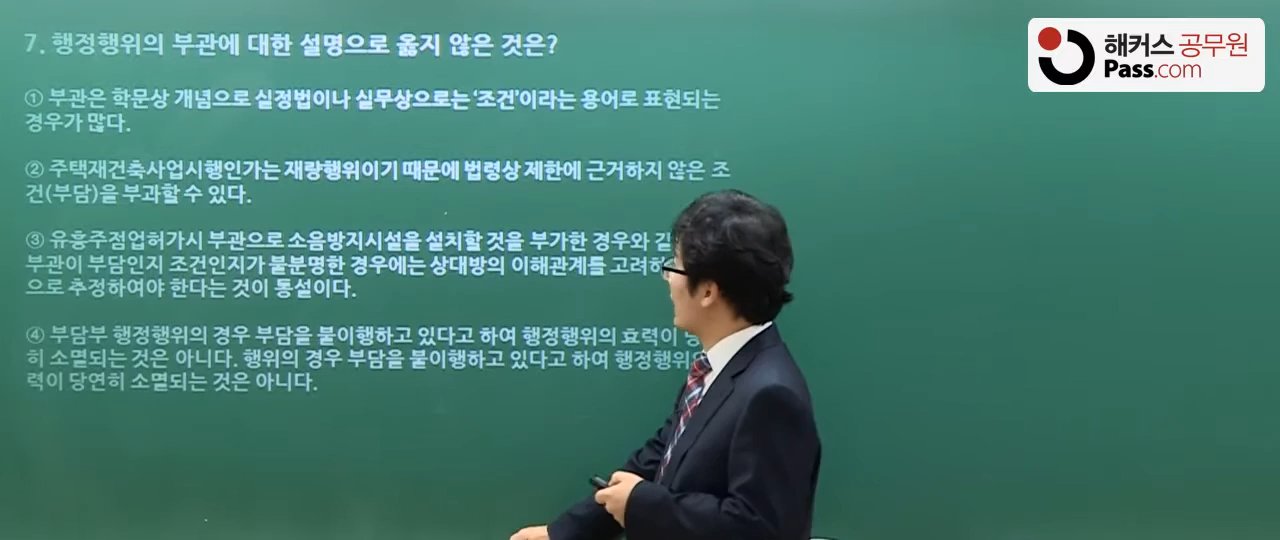 7. 행정행위의 부관에 대한 설명으로 옳지 않은 것은?
해커스 공무원
Pass.com
① 부관은 학문상 개념으로 실정법이나 실무상으로는 ‘조건’이라는 용어로 표현되는
경우가 많다.
② 주택재건축사업시행인가는 재량행위이기 때문에 법령상 제한에 근거하지 않은 조
건(부담)을 부과할 수 있다.
③ 유흥주점업허가시 부관으로 소음방지시설을 설치할 것을 부가한 경우와
부관이 부담인지 조건인지가 불분명한 경우에는 상대방의 이해관계를
으로 추정하여야 한다는 것이 통설이다.
④ 부담부 행정행위의 경우 부담을 불이행하고 있다고 하여 행정행위의 효력이
히 소멸되는 것은 아니다. 행위의 경우 부담을 불이행하고 있다고 하여
력이 당연히 소멸되는 것은 아니다.